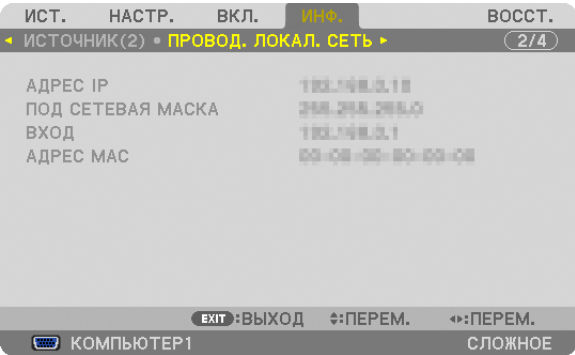 ИСТ. НАСТР. ВКЛ. ИНФ. ВОССТ.
ИСТОЧНИК(2) • ПРОВОД. ЛОКАЛ. СЕТЬ 2/4
АДРЕС IP
ПОД СЕТЕВАЯ МАСКА
ВХОД
АДРЕС MAC
EXIT:ВЫХОД :ПЕРЕМ. :ПЕРЕМ.
КОМПЬЮТЕР1 СЛОЖНОЕ